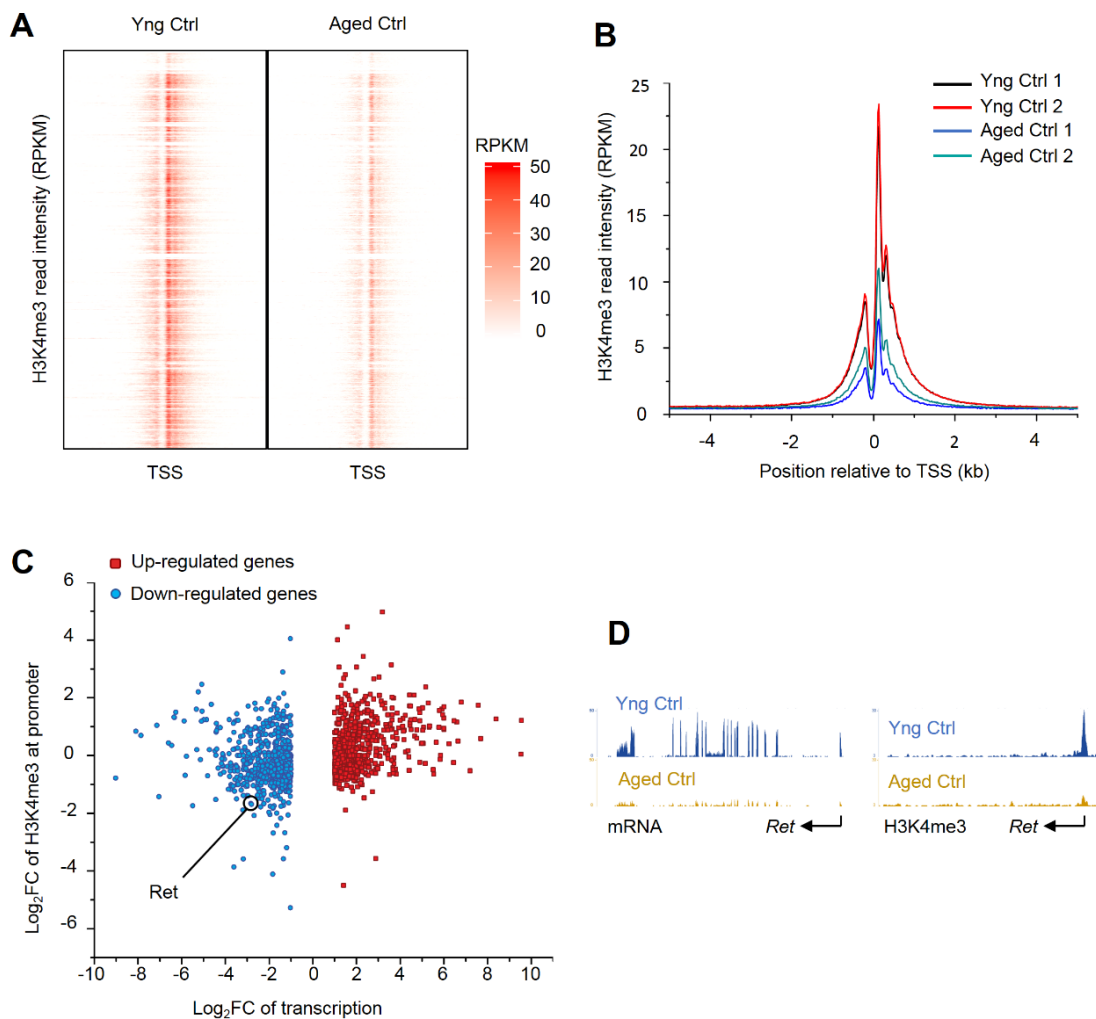 A
Yng Ctrl
Aged Ctrl
H3K4me3 read intensity (RPKM)
RPKM
50
40
30
20
10
0
TSS
TSS
B
Yng Ctrl 1
Yng Ctrl 2
Aged Ctrl 1
Aged Ctrl 2
H3K4me3 read intensity (RPKM)
25
20
15
10
5
0
-4 -2 0 2 4
Position relative to TSS (kb)
C
Up-regulated genes
Down-regulated genes
Log2FC of H3K4me3 at promoter
6
4
2
0
-2
-4
-6
Ret
-10 -8 -6 -4 -2 0 2 4 6 8 10
Log2FC of transcription
D
Yng Ctrl
Aged Ctrl
mRNA Ret
Yng Ctrl
Aged Ctrl
H3K4me3 Ret